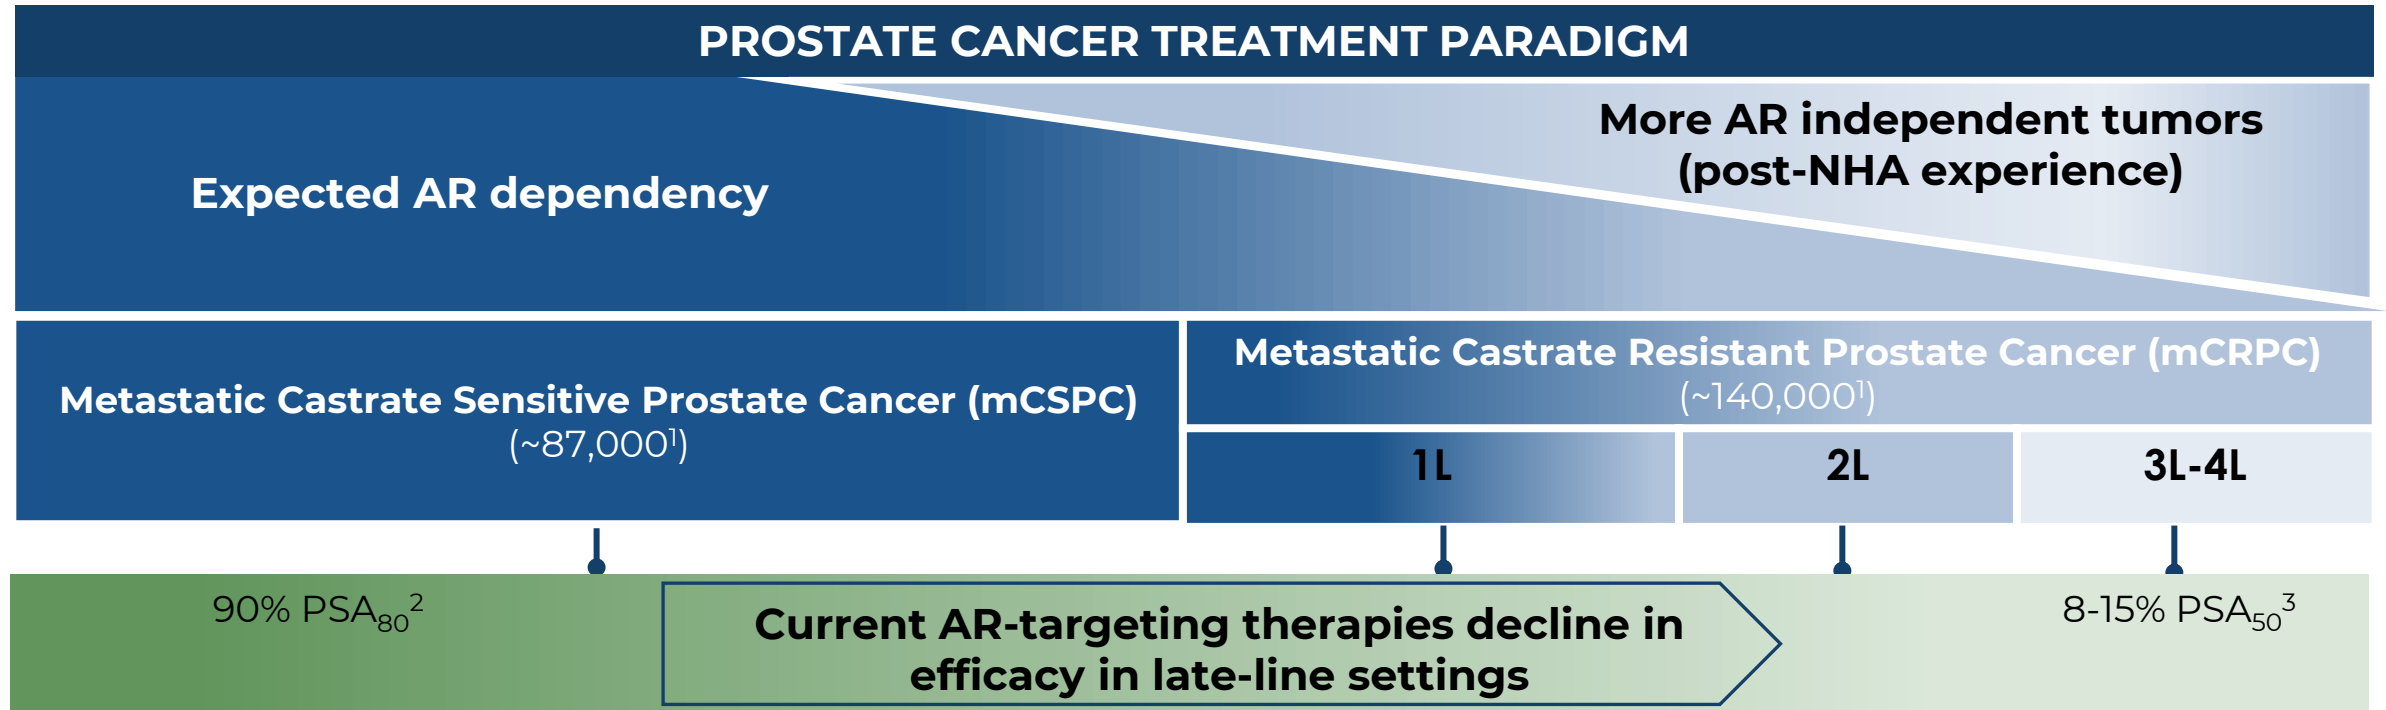 PROSTATE CANCER TREATMENT PARADIGM
Expected AR dependency
More AR independent tumors
(post-NHA experience)
Metastatic Castrate Sensitive Prostate Cancer (mCSPC)
(~87,000¹)
Metastatic Castrate Resistant Prostate Cancer (mCRPC)
(~140,000¹)
1L
2L
3L-4L
90% PSA₈₀²
Current AR-targeting therapies decline in
efficacy in late-line settings
8-15% PSA₅₀³